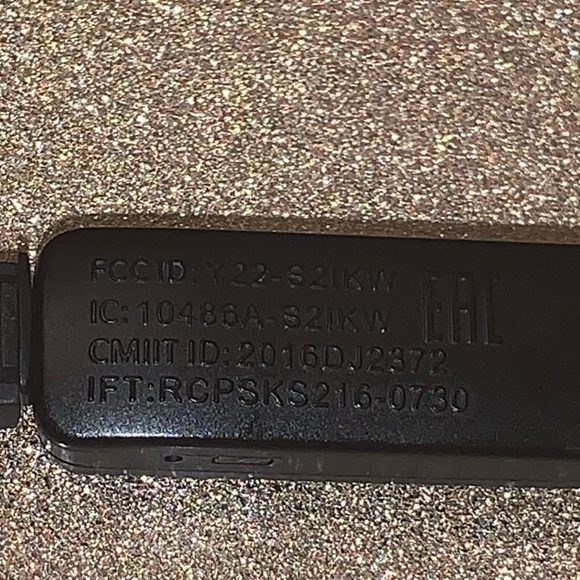 FCC ID: Y22-S2IKW
IC: 10486A-S2IKW
EAC
CMIIT ID: 2016DJ2372
IFT: RCPSKS216-0730